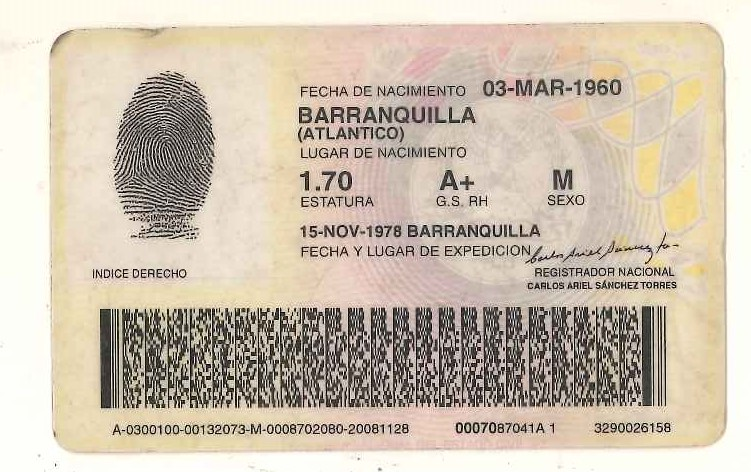 FECHA DE NACIMIENTO 03-MAR-1960
BARRANQUILLA
(ATLANTICO)
LUGAR DE NACIMIENTO
1.70 A+ M
ESTATURA G.S. RH SEXO
15-NOV-1978 BARRANQUILLA
FECHA Y LUGAR DE EXPEDICION
INDICE DERECHO
REGISTRADOR NACIONAL
CARLOS ARIEL SÁNCHEZ TORRES
A-0300100-00132073-M-0008702080-20081128 0007087041A 1 3290026158